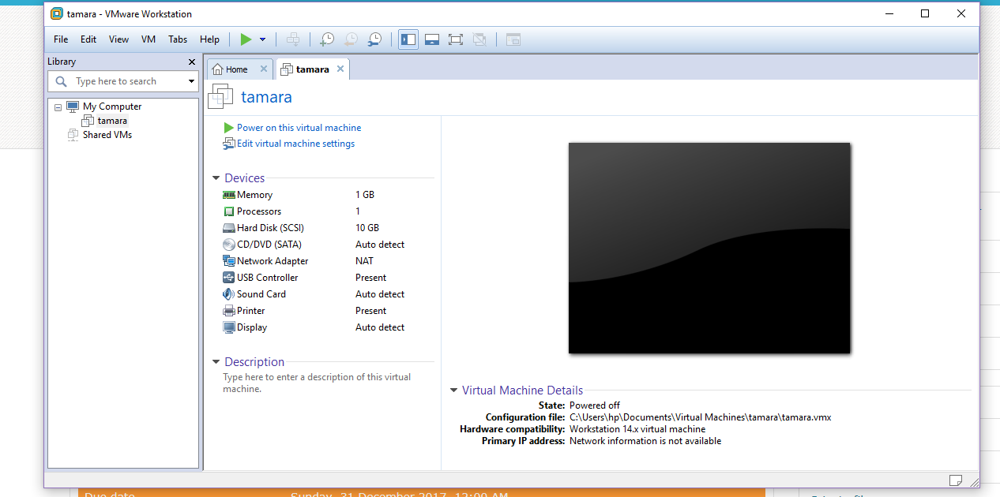 tamara - VMware Workstation
File Edit View VM Tabs Help
Library
Type here to search
My Computer
tamara
Shared VMs
Home
tamara
tamara
Power on this virtual machine
Edit virtual machine settings
Devices
Memory 1 GB
Processors 1
Hard Disk (SCSI) 10 GB
CD/DVD (SATA) Auto detect
Network Adapter NAT
USB Controller Present
Sound Card Auto detect
Printer Present
Display Auto detect
Description
Type here to enter a description of this virtual
machine.
Virtual Machine Details
State: Powered off
Configuration file: C:\Users\hp\Documents\Virtual Machines\tamara\tamara.vmx
Hardware compatibility: Workstation 14.x virtual machine
Primary IP address: Network information is not available
Due date Sunday, 31 December 2017, 12:00 AM